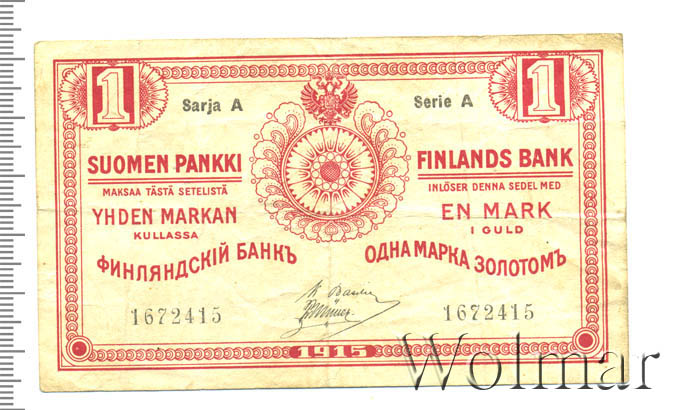 1 1
Sarja A Serie A
SUOMEN PANKKI FINLANDS BANK
MAKSAA TÄSTÄ SETELISTÄ INLÖSER DENNA SEDEL MED
YHDEN MARKAN EN MARK
KULLASSA I GULD
ФИНЛЯНДСКІЙ БАНКЪ ОДНА МАРКА ЗОЛОТОМЪ
1672415 1672415
1915
Wolmar